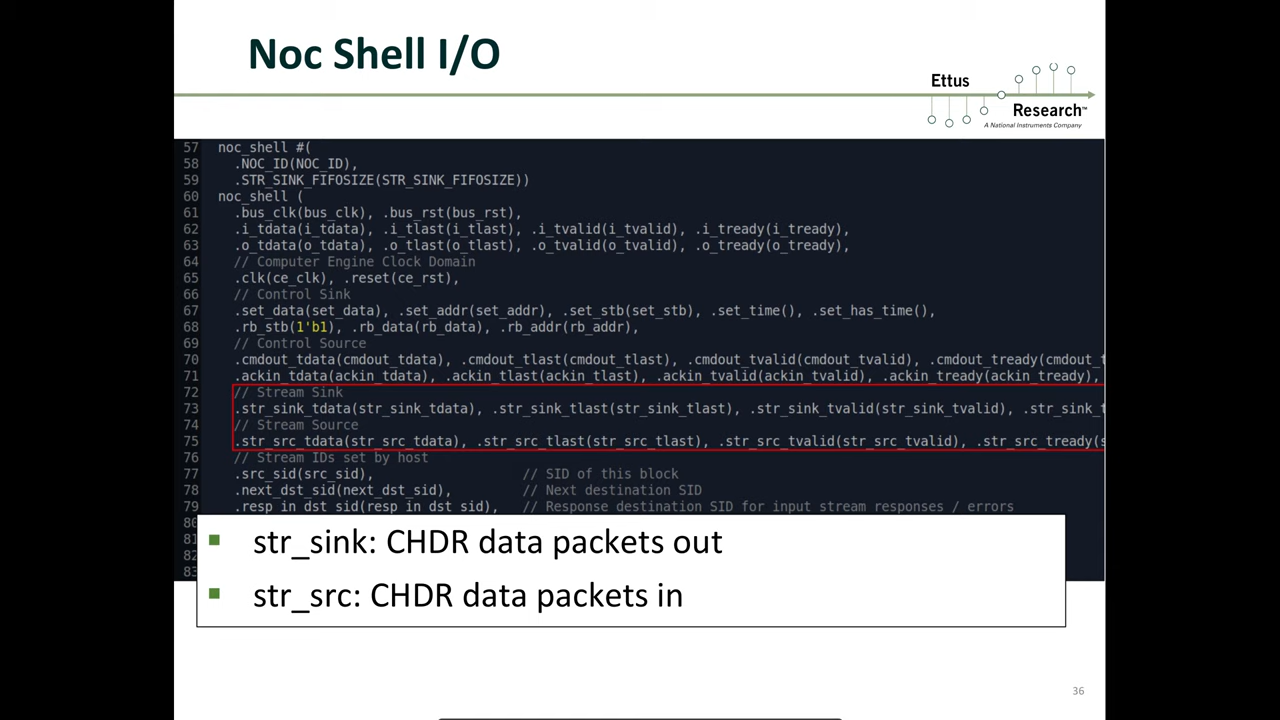 Noc Shell I/O
Ettus
Research™
A National Instruments Company
57 noc_shell #(
58 .NOC_ID(NOC_ID),
59 .STR_SINK_FIFOSIZE(STR_SINK_FIFOSIZE))
60 noc_shell (
61 .bus_clk(bus_clk), .bus_rst(bus_rst),
62 .i_tdata(i_tdata), .i_tlast(i_tlast), .i_tvalid(i_tvalid), .i_tready(i_tready),
63 .o_tdata(o_tdata), .o_tlast(o_tlast), .o_tvalid(o_tvalid), .o_tready(o_tready),
64 // Computer Engine Clock Domain
65 .clk(ce_clk), .reset(ce_rst),
66 // Control Sink
67 .set_data(set_data), .set_addr(set_addr), .set_stb(set_stb), .set_time(), .set_has_time(),
68 .rb_stb(1'b1), .rb_data(rb_data), .rb_addr(rb_addr),
69 // Control Source
70 .cmdout_tdata(cmdout_tdata), .cmdout_tlast(cmdout_tlast), .cmdout_tvalid(cmdout_tvalid), .cmdout_tready(cmdout_t
71 .ackin_tdata(ackin_tdata), .ackin_tlast(ackin_tlast), .ackin_tvalid(ackin_tvalid), .ackin_tready(ackin_tready),
72 // Stream Sink
73 .str_sink_tdata(str_sink_tdata), .str_sink_tlast(str_sink_tlast), .str_sink_tvalid(str_sink_tvalid), .str_sink_t
74 // Stream Source
75 .str_src_tdata(str_src_tdata), .str_src_tlast(str_src_tlast), .str_src_tvalid(str_src_tvalid), .str_src_tready(s
76 // Stream IDs set by host
77 .src_sid(src_sid), // SID of this block
78 .next_dst_sid(next_dst_sid), // Next destination SID
79 .resp_in_dst_sid(resp_in_dst_sid), // Response destination SID for input stream responses / errors
80
81
82
83
str_sink: CHDR data packets out
str_src: CHDR data packets in
36